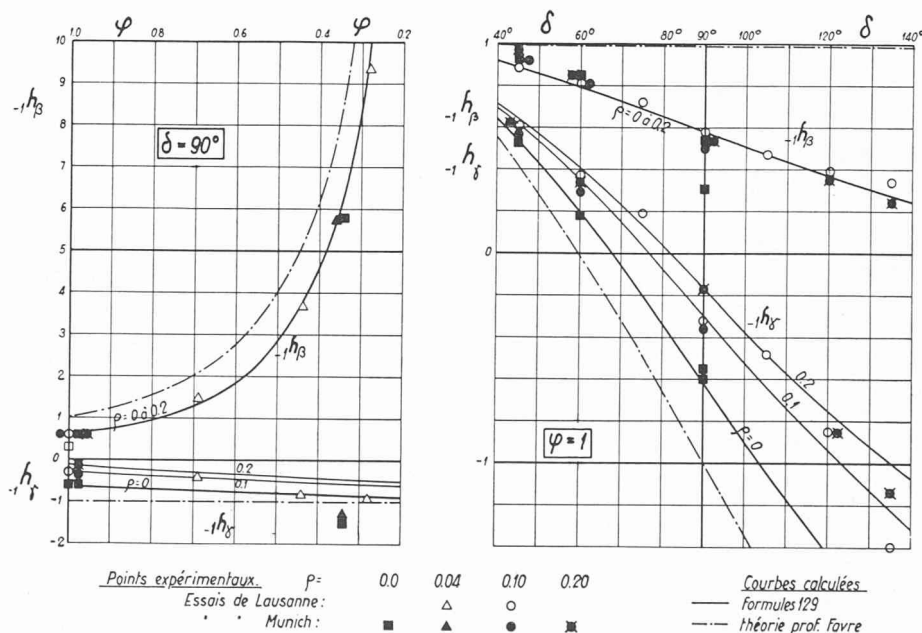 φ φ
1.0 0.8 0.6 0.4 0.2
10
9
8
7
6
5
4
3
2
1
0
-1
-2
₋₁hβ
₋₁hγ
δ = 90°
₋₁hβ
ρ = 0 à 0.2
0.2
0.1
ρ = 0
₋₁hγ
40° δ 60° 80° 90° 100° 120° δ 140°
1
0
-1
₋₁hβ
₋₁hγ
ρ = 0 à 0.2
₋₁hβ
₋₁hγ
0.2
0.1
ρ = 0
φ = 1
Points expérimentaux. ρ = 0.0 0.04 0.10 0.20
Essais de Lausanne :
" " Munich :
Courbes calculées
Formules 129
théorie prof. Favre